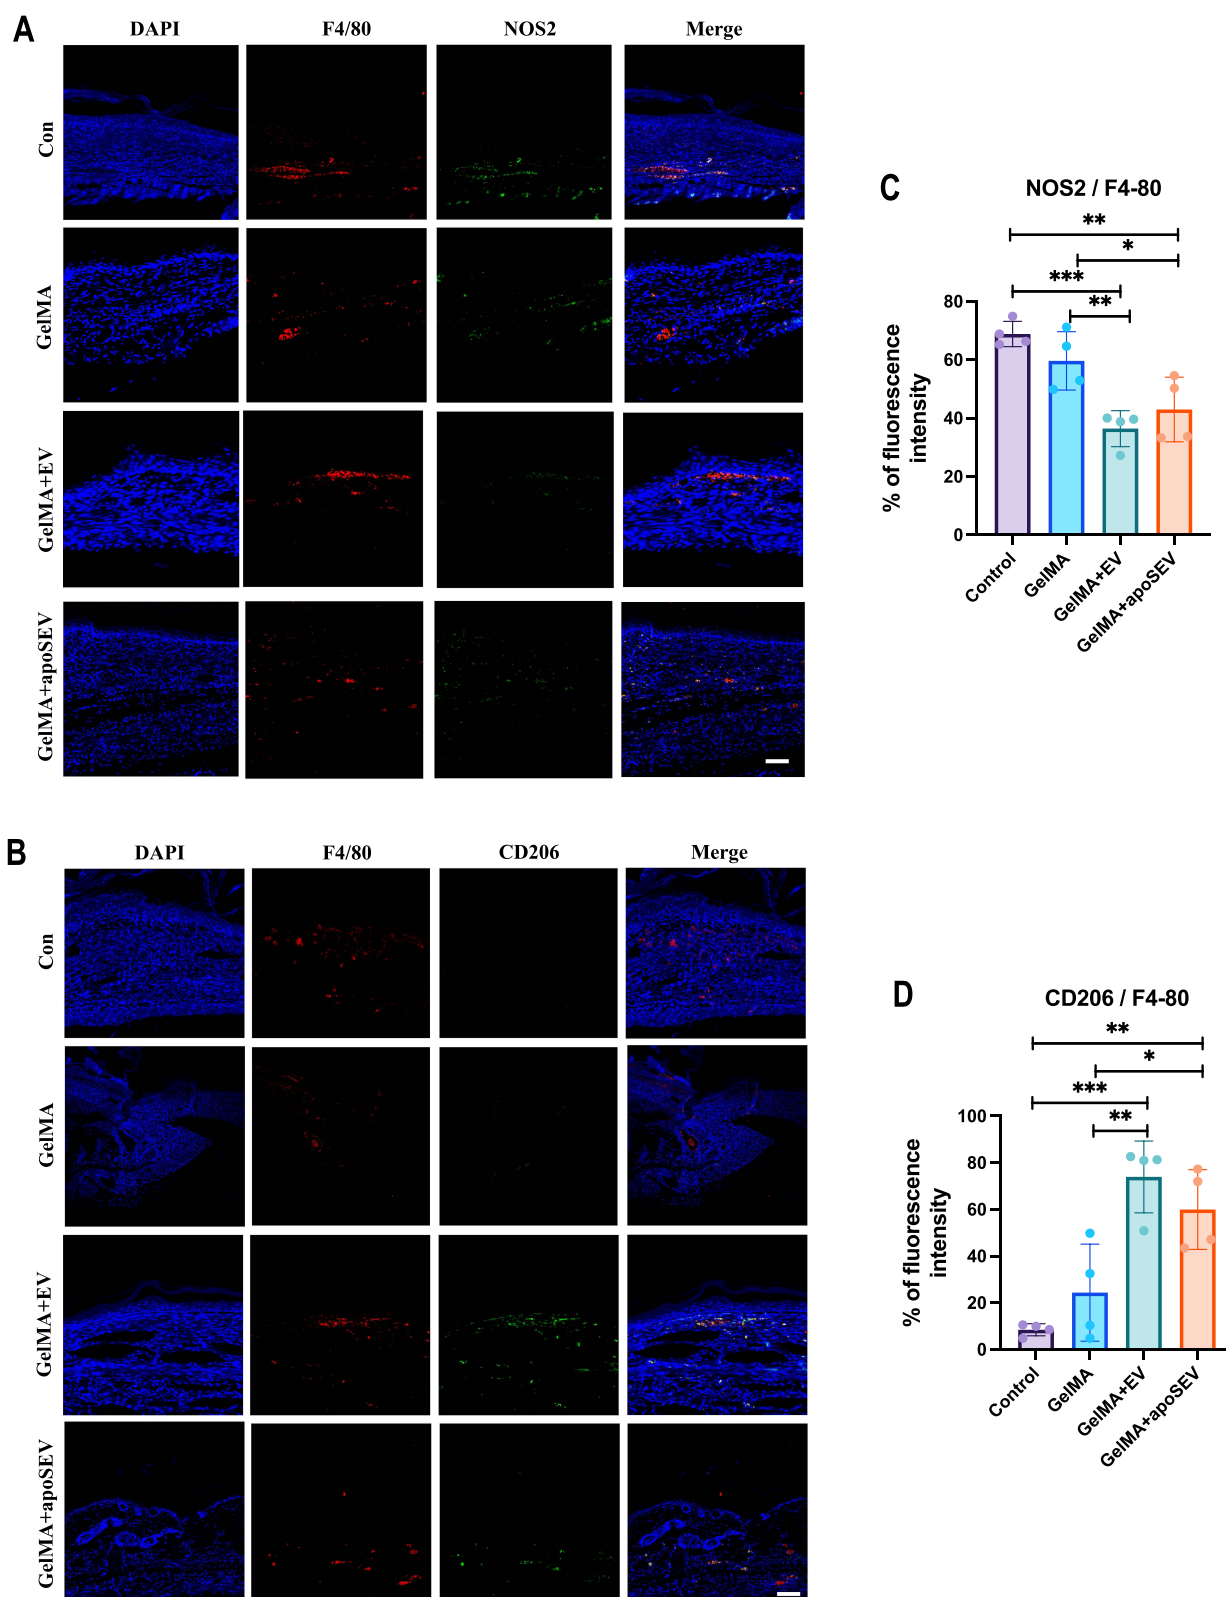 A
DAPI F4/80 NOS2 Merge
Con
GelMA
GelMA+EV
GelMA+apoSEV
B
DAPI F4/80 CD206 Merge
Con
GelMA
GelMA+EV
GelMA+apoSEV
C
NOS2 / F4-80
**
*
***
**
% of fluorescence
intensity
80
60
40
20
0
Control GelMA GelMA+EV GelMA+apoSEV
D
CD206 / F4-80
**
*
***
**
% of fluorescence
intensity
100
80
60
40
20
0
Control GelMA GelMA+EV GelMA+apoSEV